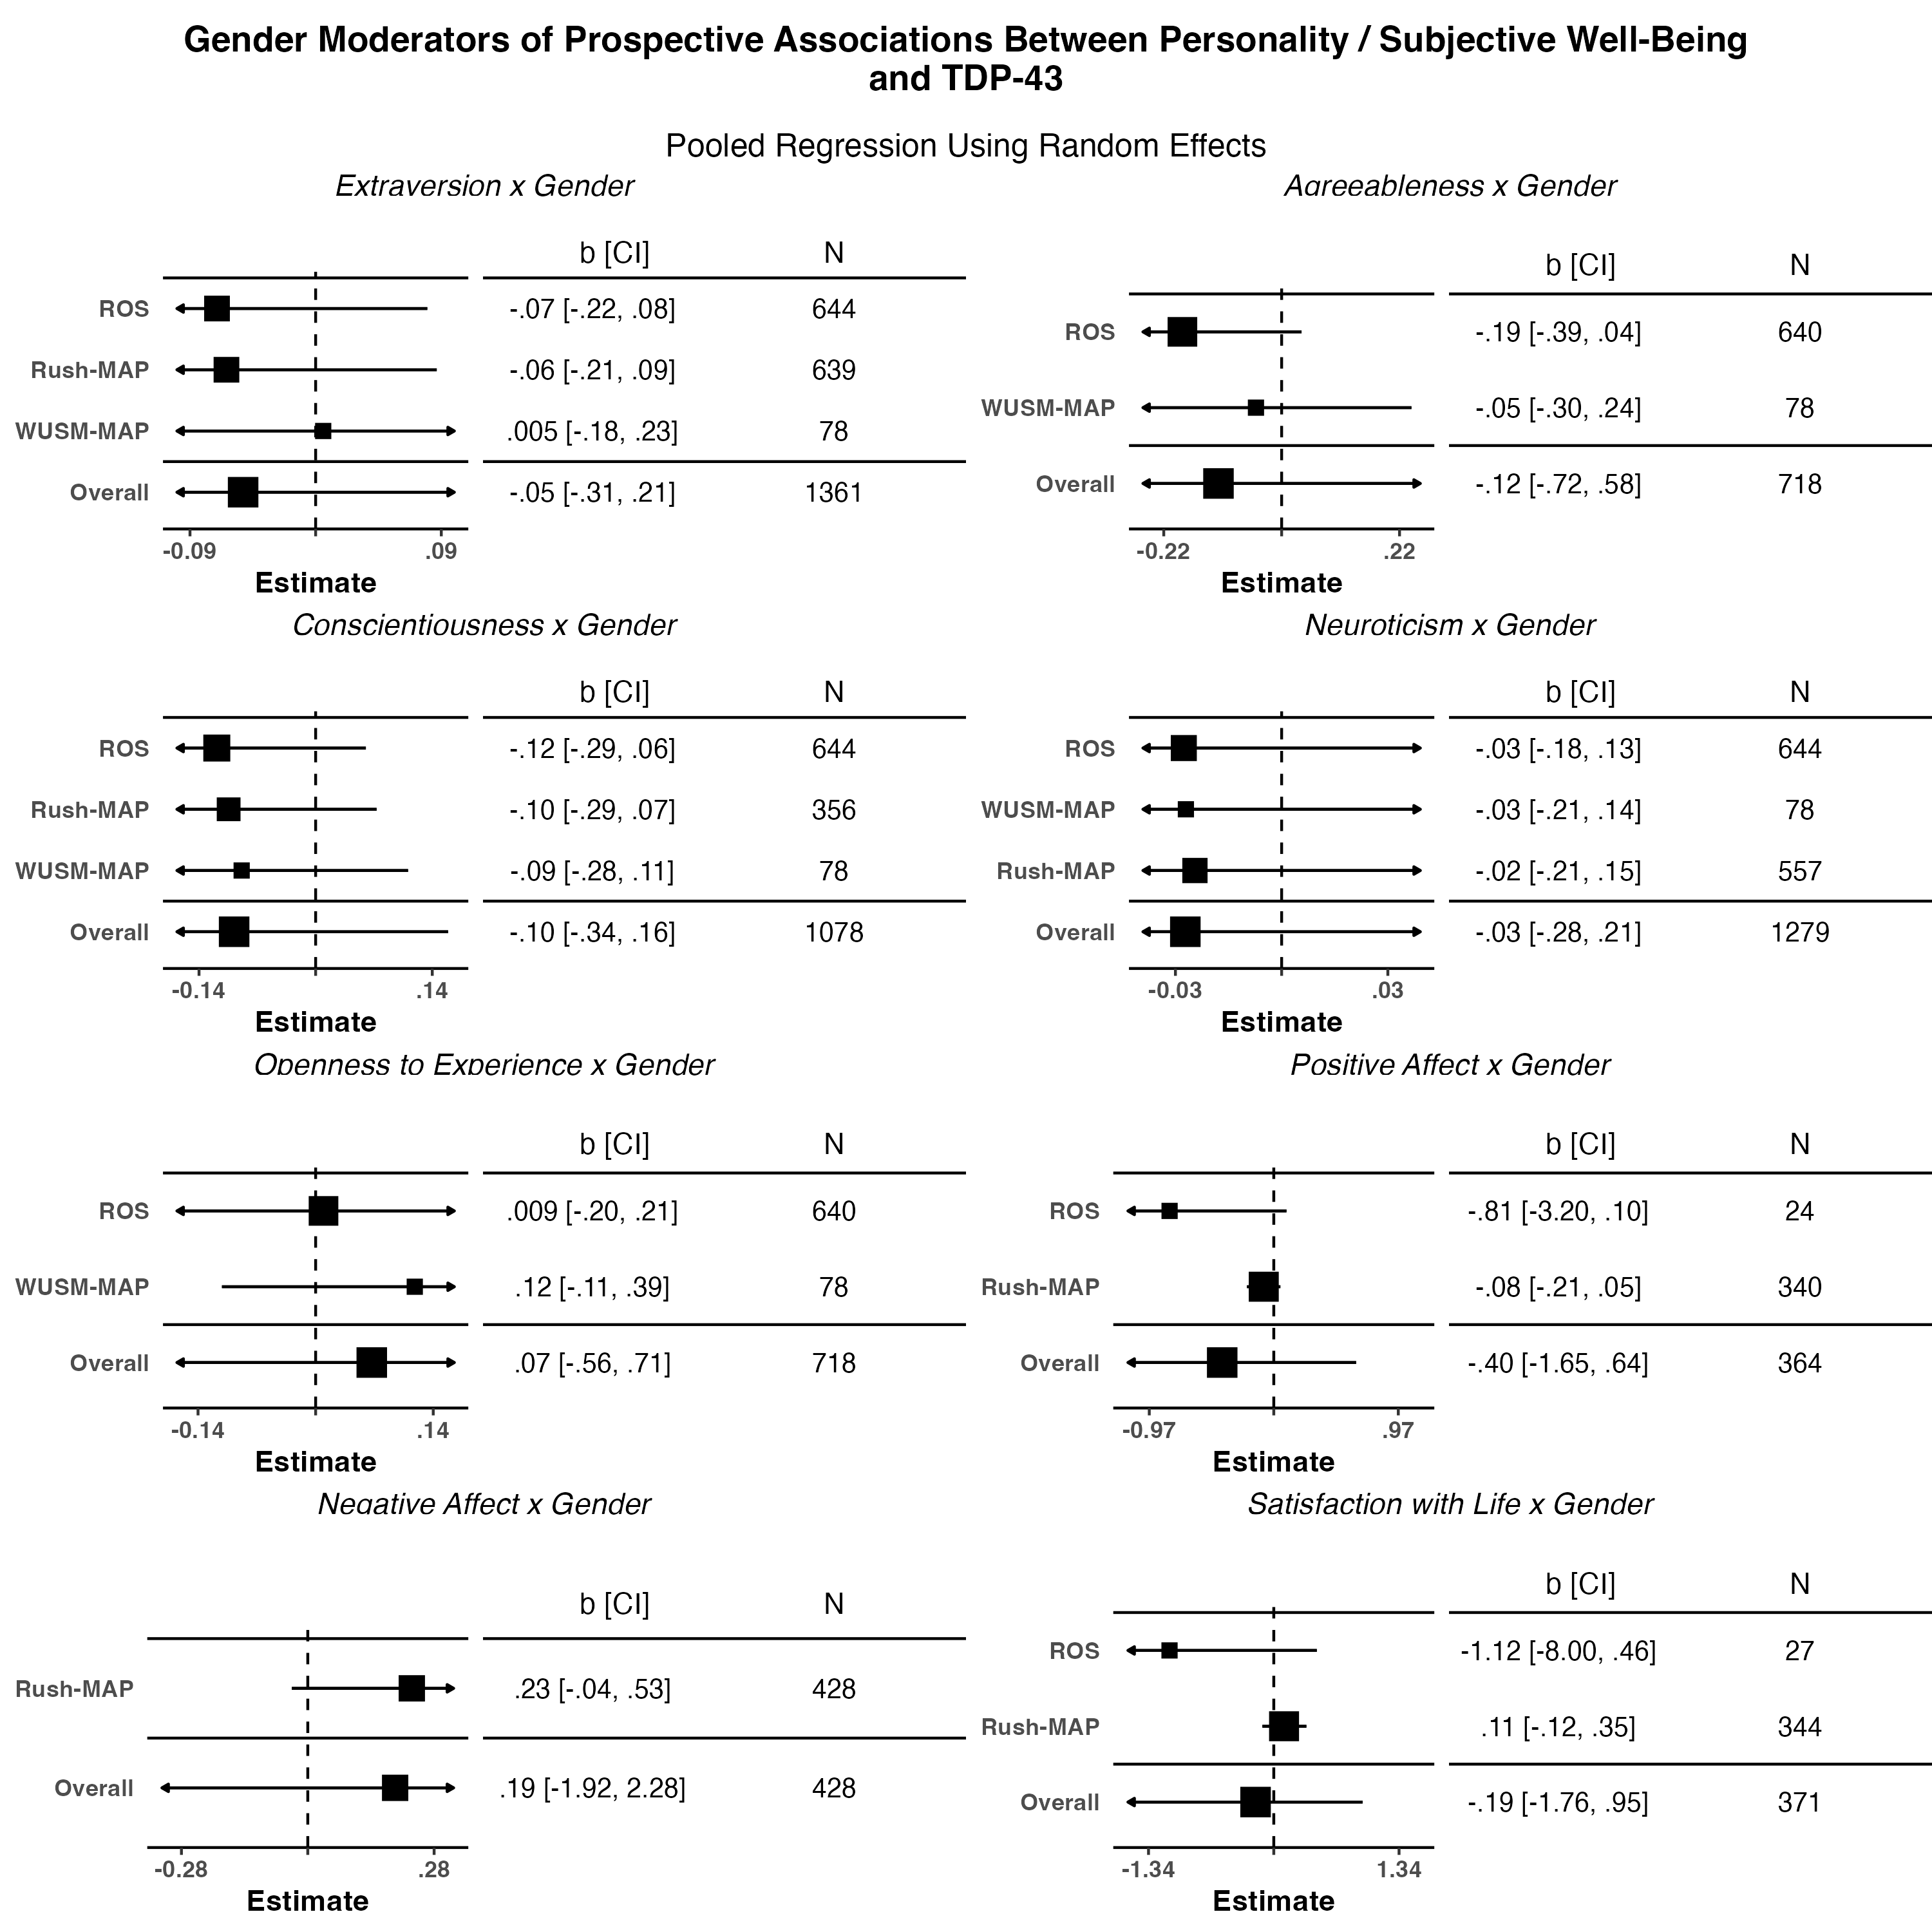 Gender Moderators of Prospective Associations Between Personality / Subjective Well-Being
and TDP-43
Pooled Regression Using Random Effects
Extraversion x Gender
b [CI] N
ROS -.07 [-.22, .08] 644
Rush-MAP -.06 [-.21, .09] 639
WUSM-MAP .005 [-.18, .23] 78
Overall -.05 [-.31, .21] 1361
-0.09 .09
Estimate
Agreeableness x Gender
b [CI] N
ROS -.19 [-.39, .04] 640
WUSM-MAP -.05 [-.30, .24] 78
Overall -.12 [-.72, .58] 718
-0.22 .22
Estimate
Conscientiousness x Gender
b [CI] N
ROS -.12 [-.29, .06] 644
Rush-MAP -.10 [-.29, .07] 356
WUSM-MAP -.09 [-.28, .11] 78
Overall -.10 [-.34, .16] 1078
-0.14 .14
Estimate
Neuroticism x Gender
b [CI] N
ROS -.03 [-.18, .13] 644
WUSM-MAP -.03 [-.21, .14] 78
Rush-MAP -.02 [-.21, .15] 557
Overall -.03 [-.28, .21] 1279
-0.03 .03
Estimate
Openness to Experience x Gender
b [CI] N
ROS .009 [-.20, .21] 640
WUSM-MAP .12 [-.11, .39] 78
Overall .07 [-.56, .71] 718
-0.14 .14
Estimate
Positive Affect x Gender
b [CI] N
ROS -.81 [-3.20, .10] 24
Rush-MAP -.08 [-.21, .05] 340
Overall -.40 [-1.65, .64] 364
-0.97 .97
Estimate
Negative Affect x Gender
b [CI] N
Rush-MAP .23 [-.04, .53] 428
Overall .19 [-1.92, 2.28] 428
-0.28 .28
Estimate
Satisfaction with Life x Gender
b [CI] N
ROS -1.12 [-8.00, .46] 27
Rush-MAP .11 [-.12, .35] 344
Overall -.19 [-1.76, .95] 371
-1.34 1.34
Estimate